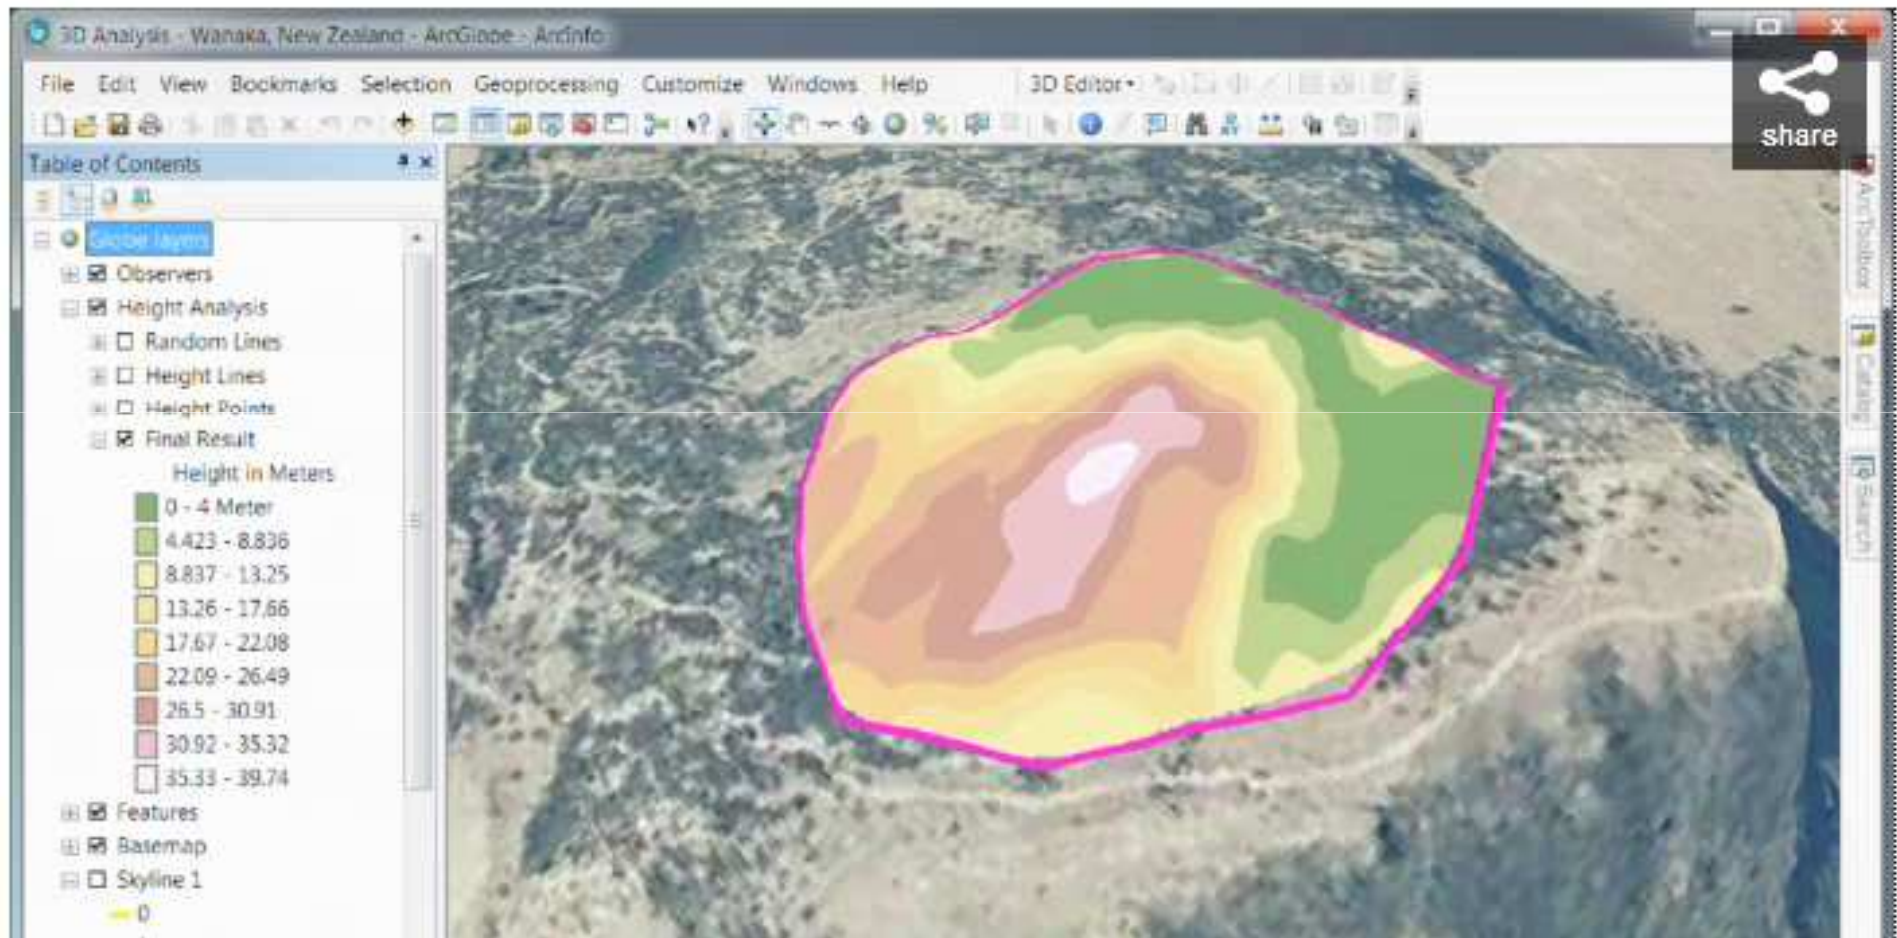 3D Analysis - Wanaka, New Zealand - ArcGlobe - ArcInfo
File Edit View Bookmarks Selection Geoprocessing Customize Windows Help 3D Editor
share
Table of Contents
Globe layers
Observers
Height Analysis
Random Lines
Height Lines
Height Points
Final Result
Height in Meters
0 - 4 Meter
4.423 - 8.836
8.837 - 13.25
13.26 - 17.66
17.67 - 22.08
22.09 - 26.49
26.5 - 30.91
30.92 - 35.32
35.33 - 39.74
Features
Basemap
Skyline 1
0
ArcToolbox
Catalog
Search